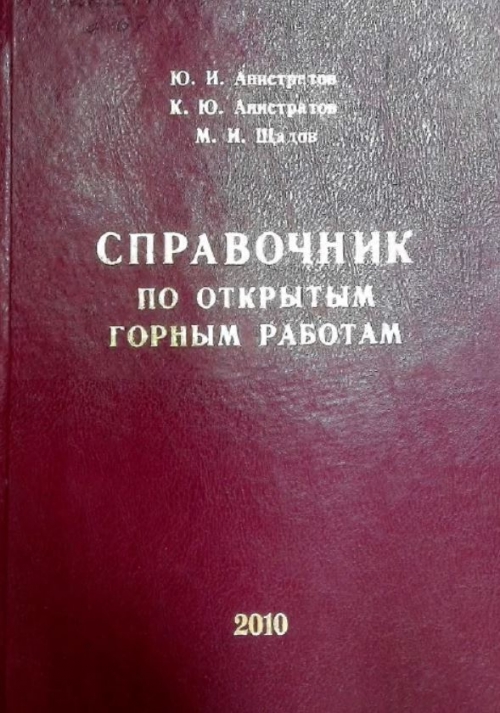 Ю. И. Анистратов
К. Ю. Анистратов
М. И. Щадов
СПРАВОЧНИК
ПО ОТКРЫТЫМ
ГОРНЫМ РАБОТАМ
2010